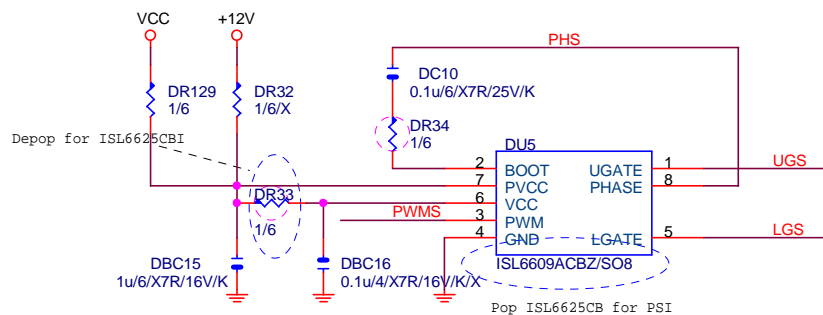 VCC
+12V
PHS
DR129
1/6
DR32
1/6/X
DC10
0.1u/6/X7R/25V/K
DR34
1/6
Depop for ISL6625CBI
DU5
2
BOOT
UGATE
1
UGS
7
PVCC
PHASE
8
DR33
1/6
6
VCC
PWMS
3
PWM
4
GND
LGATE
5
LGS
ISL6609ACBZ/SO8
DBC15
1u/6/X7R/16V/K
DBC16
0.1u/4/X7R/16V/K/X
Pop ISL6625CB for PSI